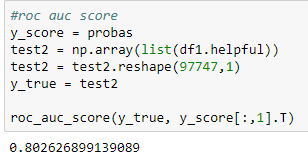 #roc auc score
y_score = probas
test2 = np.array(list(df1.helpful))
test2 = test2.reshape(97747,1)
y_true = test2
roc_auc_score(y_true, y_score[:,1].T)
0.802626899139089